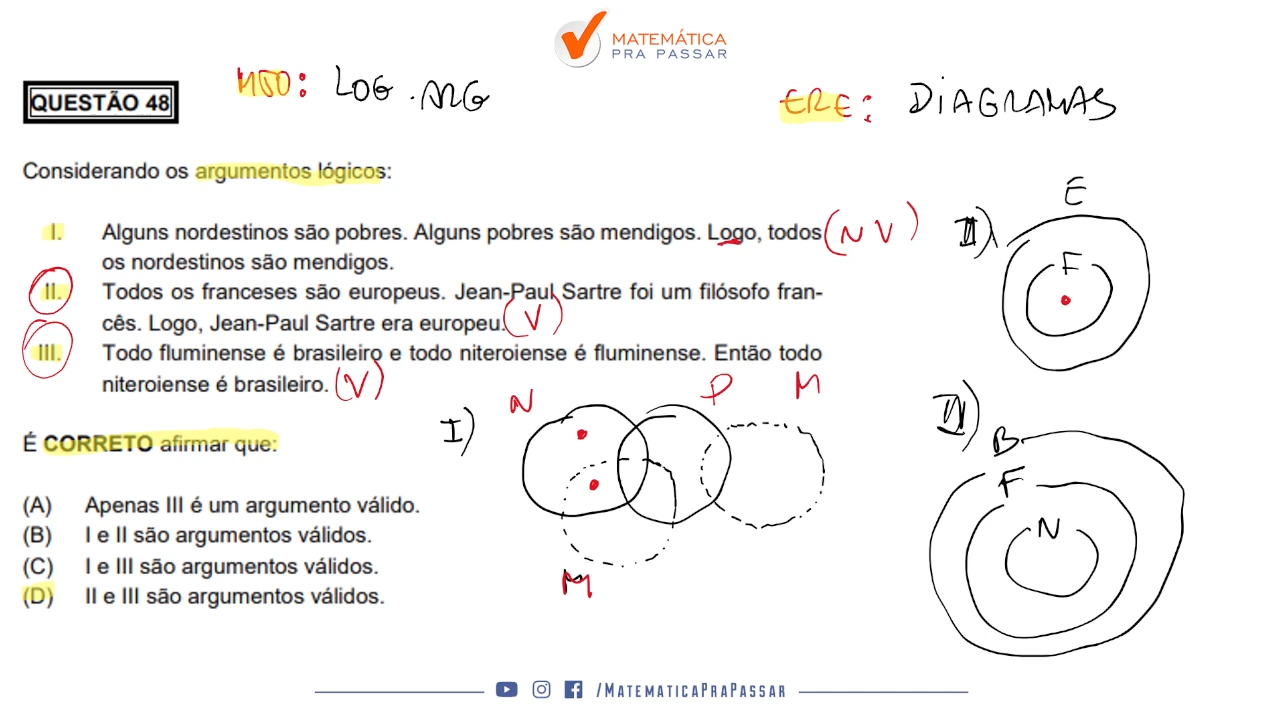 MATEMÁTICA
PRA PASSAR
QUESTÃO 48
MSO: LOG. ARG
ERE: DIAGRAMAS
Considerando os argumentos lógicos:
I. Alguns nordestinos são pobres. Alguns pobres são mendigos. Logo, todos
os nordestinos são mendigos.
(NV)
II. Todos os franceses são europeus. Jean-Paul Sartre foi um filósofo fran-
cês. Logo, Jean-Paul Sartre era europeu. (V)
III. Todo fluminense é brasileiro e todo niteroiense é fluminense. Então todo
niteroiense é brasileiro. (V)
É CORRETO afirmar que:
(A) Apenas III é um argumento válido.
(B) I e II são argumentos válidos.
(C) I e III são argumentos válidos.
(D) II e III são argumentos válidos.
I)
N
P
M
M
II)
E
F
III)
B
F
N
/MATEMATICAPRAPASSAR